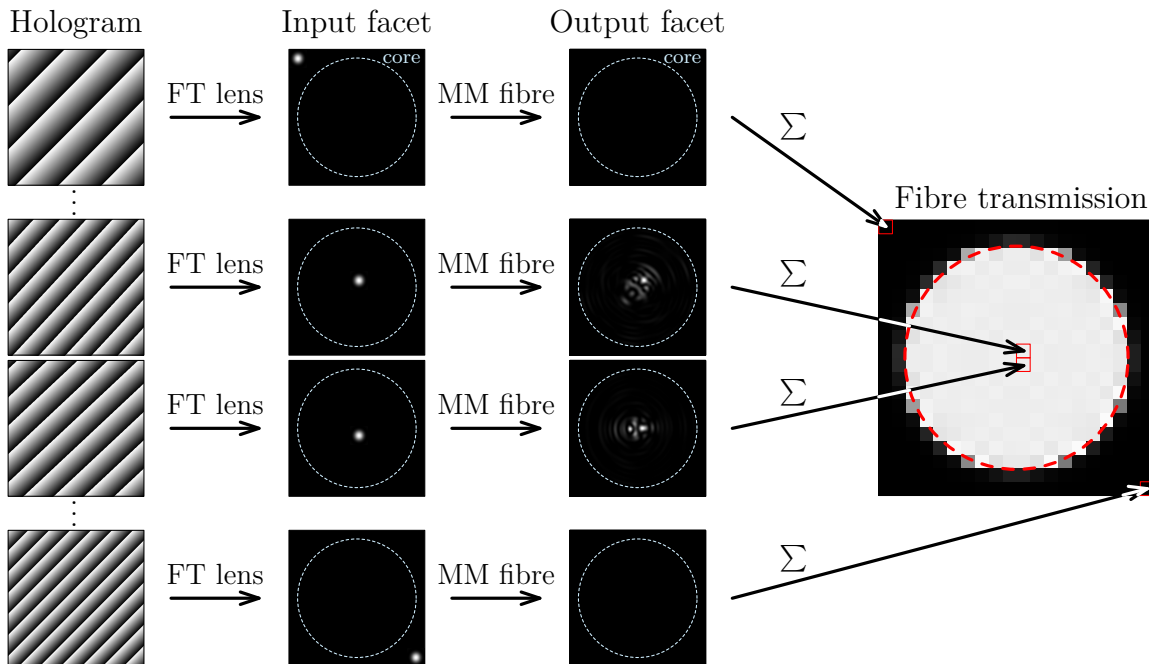 Hologram
Input facet
Output facet
core
core
FT lens
MM fibre
Σ
Fibre transmission
FT lens
MM fibre
Σ
FT lens
MM fibre
Σ
FT lens
MM fibre
Σ